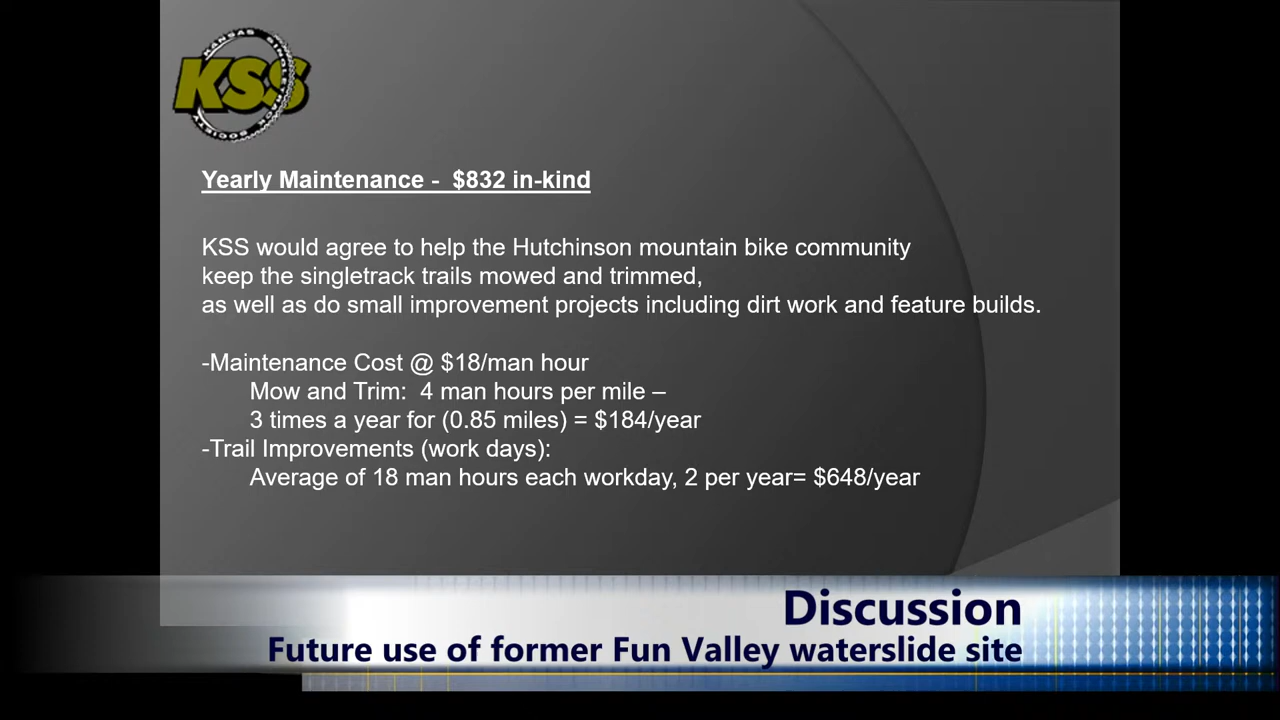 KANSAS SINGLETRACK SOCIETY
KSS
Yearly Maintenance -  $832 in-kind
KSS would agree to help the Hutchinson mountain bike community
keep the singletrack trails mowed and trimmed,
as well as do small improvement projects including dirt work and feature builds.
-Maintenance Cost @ $18/man hour
Mow and Trim:  4 man hours per mile –
3 times a year for (0.85 miles) = $184/year
-Trail Improvements (work days):
Average of 18 man hours each workday, 2 per year= $648/year
Discussion
Future use of former Fun Valley waterslide site